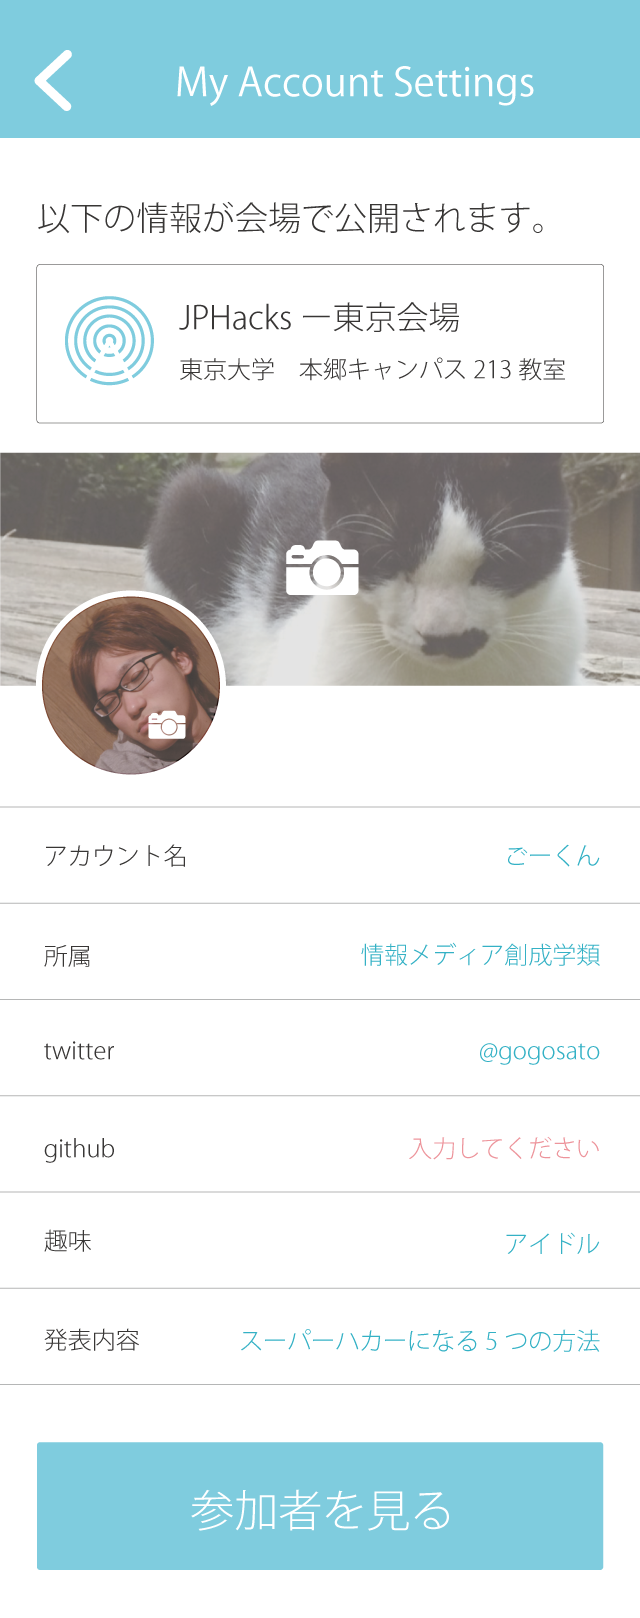 My Account Settings
以下の情報が会場で公開されます。
JPHacks ー東京会場
東京大学　本郷キャンパス 213 教室
アカウント名
ごーくん
所属
情報メディア創成学類
twitter
@gogosato
github
入力してください
趣味
アイドル
発表内容
スーパーハカーになる 5 つの方法
参加者を見る